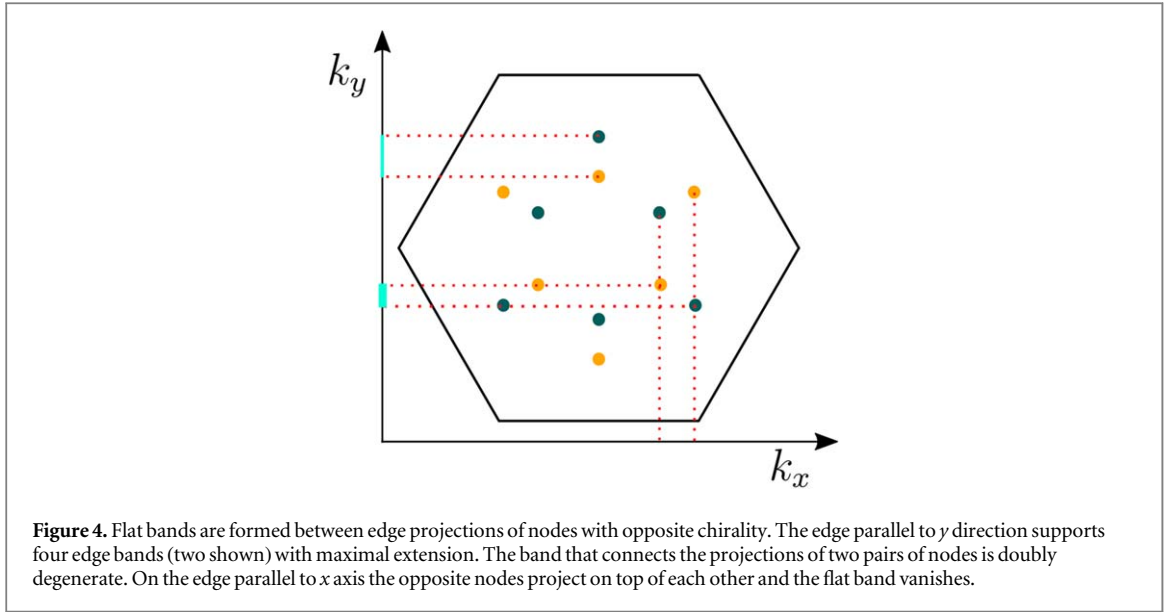 k_y
k_x
Figure 4. Flat bands are formed between edge projections of nodes with opposite chirality. The edge parallel to y direction supports
four edge bands (two shown) with maximal extension. The band that connects the projections of two pairs of nodes is doubly
degenerate. On the edge parallel to x axis the opposite nodes project on top of each other and the flat band vanishes.